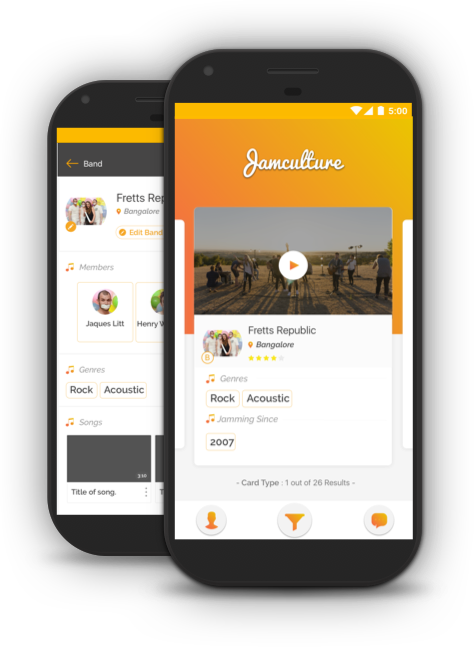 5:00
Jamculture
Fretts Republic
Bangalore
B
Genres
Rock Acoustic
Jamming Since
2007
- Card Type : 1 out of 26 Results -
Band
Fretts Rep
Bangalore
Edit Band
Members
Jaques Litt Henry W
Genres
Rock Acoustic
Songs
Title of song. T